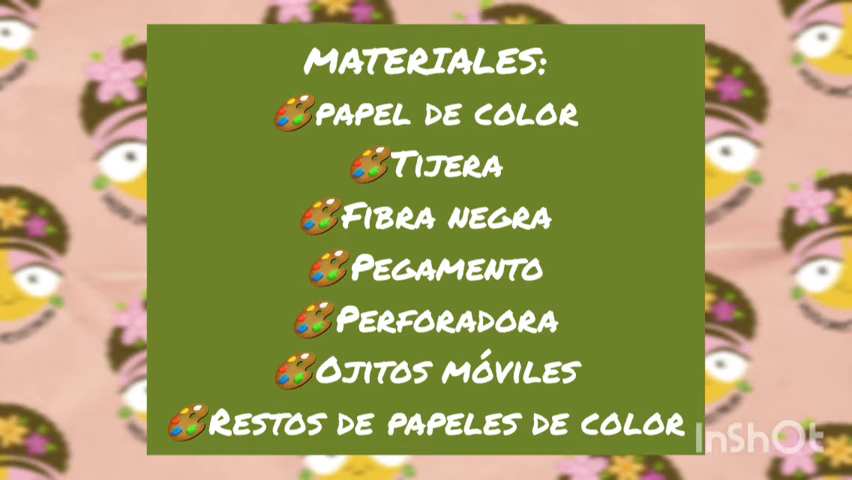 MATERIALES:
🎨PAPEL DE COLOR
🎨TIJERA
🎨FIBRA NEGRA
🎨PEGAMENTO
🎨PERFORADORA
🎨OJITOS MÓVILES
🎨RESTOS DE PAPELES DE COLOR
InShOt